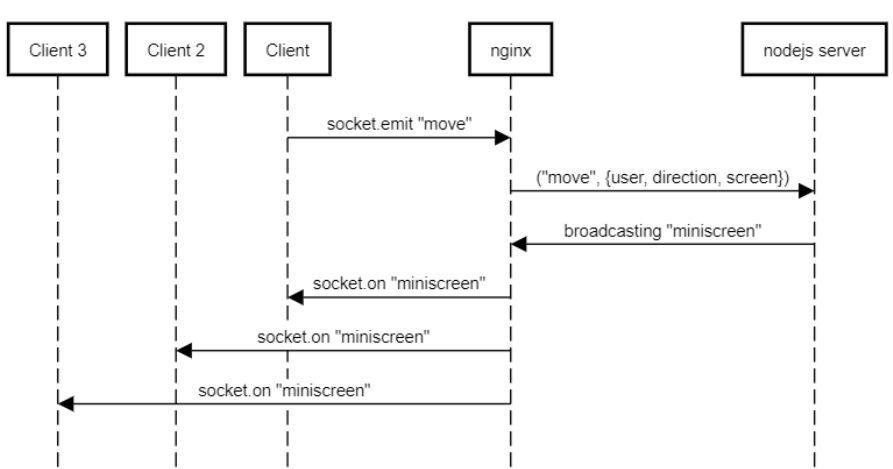 Client 3
Client 2
Client
nginx
nodejs server
socket.emit "move"
("move", {user, direction, screen})
broadcasting "miniscreen"
socket.on "miniscreen"
socket.on "miniscreen"
socket.on "miniscreen"